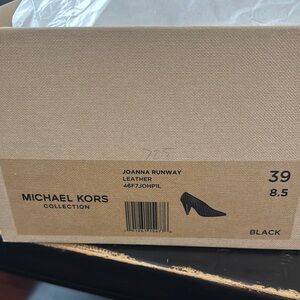 JOANNA RUNWAY
LEATHER
46F7JOHP1L
39
8.5
MICHAEL KORS
COLLECTION
BLACK